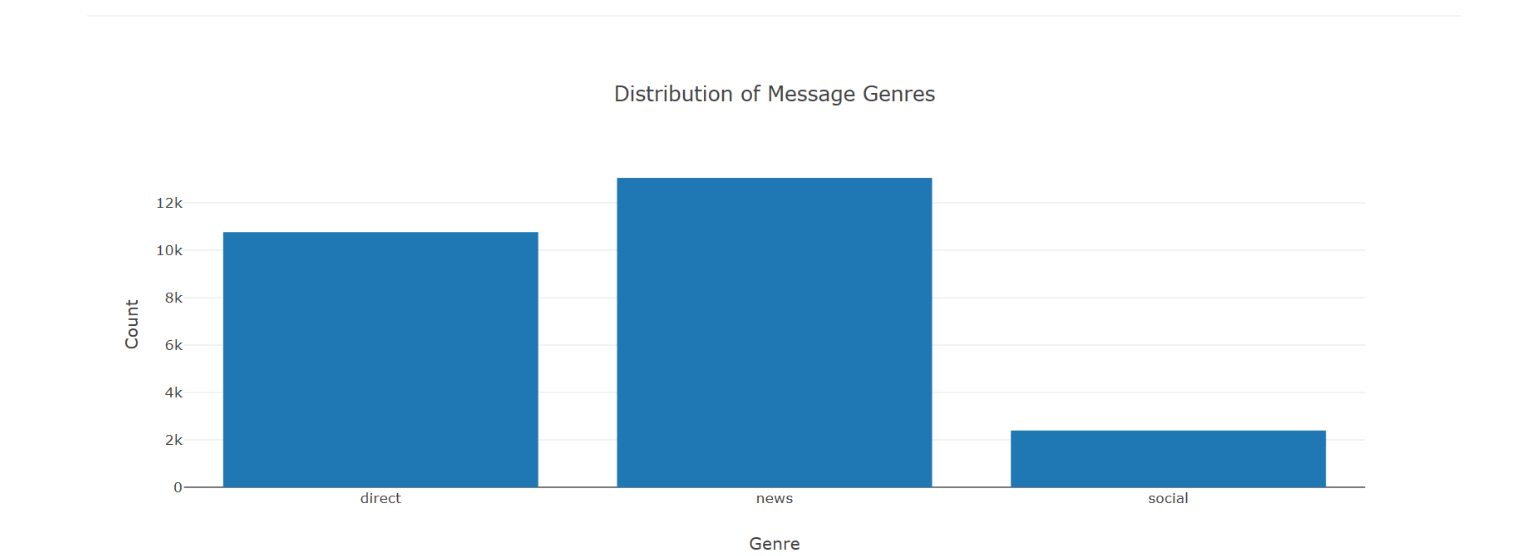 Distribution of Message Genres
12k
10k
8k
6k
4k
2k
0
Count
direct news social
Genre